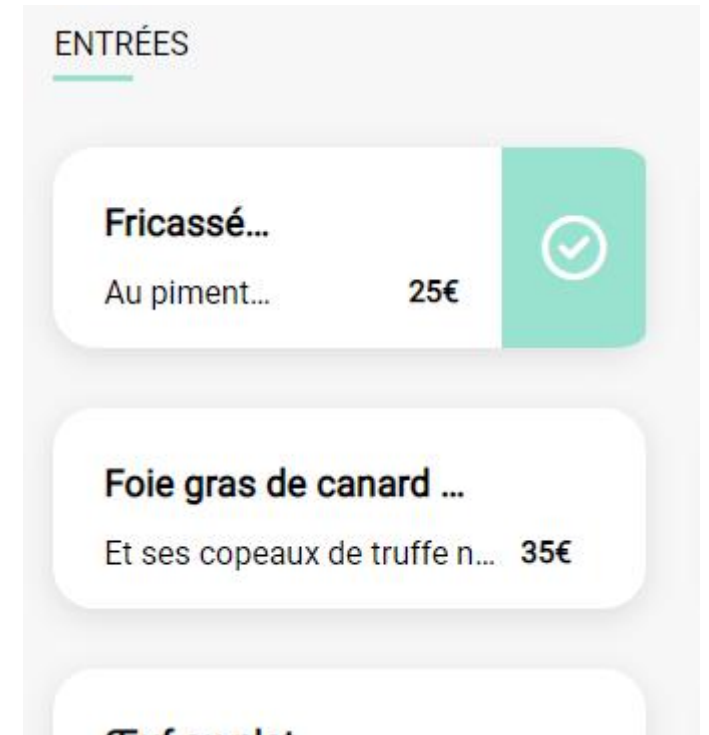 ENTRÉES
Fricassé...
Au piment... 25€
Foie gras de canard ...
Et ses copeaux de truffe n... 35€